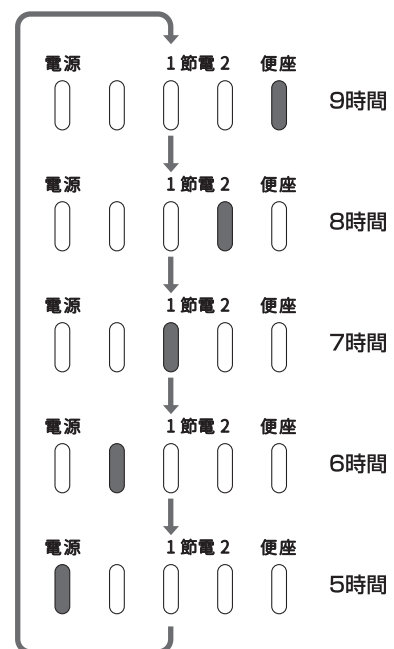 電源 1 節電 2 便座
9時間
電源 1 節電 2 便座
8時間
電源 1 節電 2 便座
7時間
電源 1 節電 2 便座
6時間
電源 1 節電 2 便座
5時間